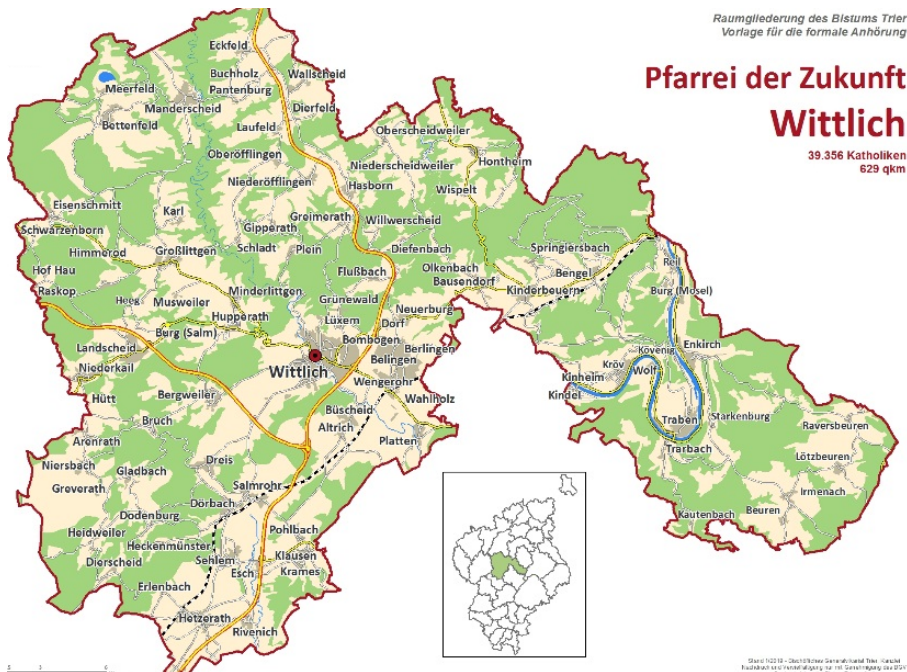 Raumgliederung des Bistums Trier
Vorlage für die formale Anhörung
Pfarrei der Zukunft
Wittlich
39.356 Katholiken
629 qkm
Eckfeld
Buchholz
Wallscheid
Meerfeld
Pantenburg
Manderscheid
Dierfeld
Bettenfeld
Laufeld
Oberscheidweiler
Oberöfflingen
Niederscheidweiler
Hontheim
Niederöfflingen
Hasborn
Wispelt
Eisenschmitt
Karl
Greimerath
Willwerscheid
Schwarzenborn
Gipperath
Himmerod
Großlittgen
Schladt
Plein
Diefenbach
Springiersbach
Hof Hau
Flußbach
Olkenbach
Bengel
Reil
Raskop
Heeg
Musweiler
Minderlittgen
Bausendorf
Kinderbeuern
Burg (Mosel)
Grünewald
Neuerburg
Hupperath
Lüxem
Dorf
Burg (Salm)
Bombogen
Landscheid
Berlingen
Kövenig
Enkirch
Belingen
Niederkail
Wittlich
Kröv
Wolf
Wengerohr
Kinheim
Hütt
Bergweiler
Wahlholz
Kindel
Büscheid
Bruch
Altrich
Traben
Starkenburg
Arenrath
Platten
Raversbeuren
Trarbach
Niersbach
Gladbach
Dreis
Lötzbeuren
Greverath
Salmrohr
Irmenach
Dörbach
Beuren
Dodenburg
Kautenbach
Heidweiler
Pohlbach
Heckenmünster
Klausen
Dierscheid
Sehlem
Krames
Esch
Erlenbach
Hetzerath
Rivenich